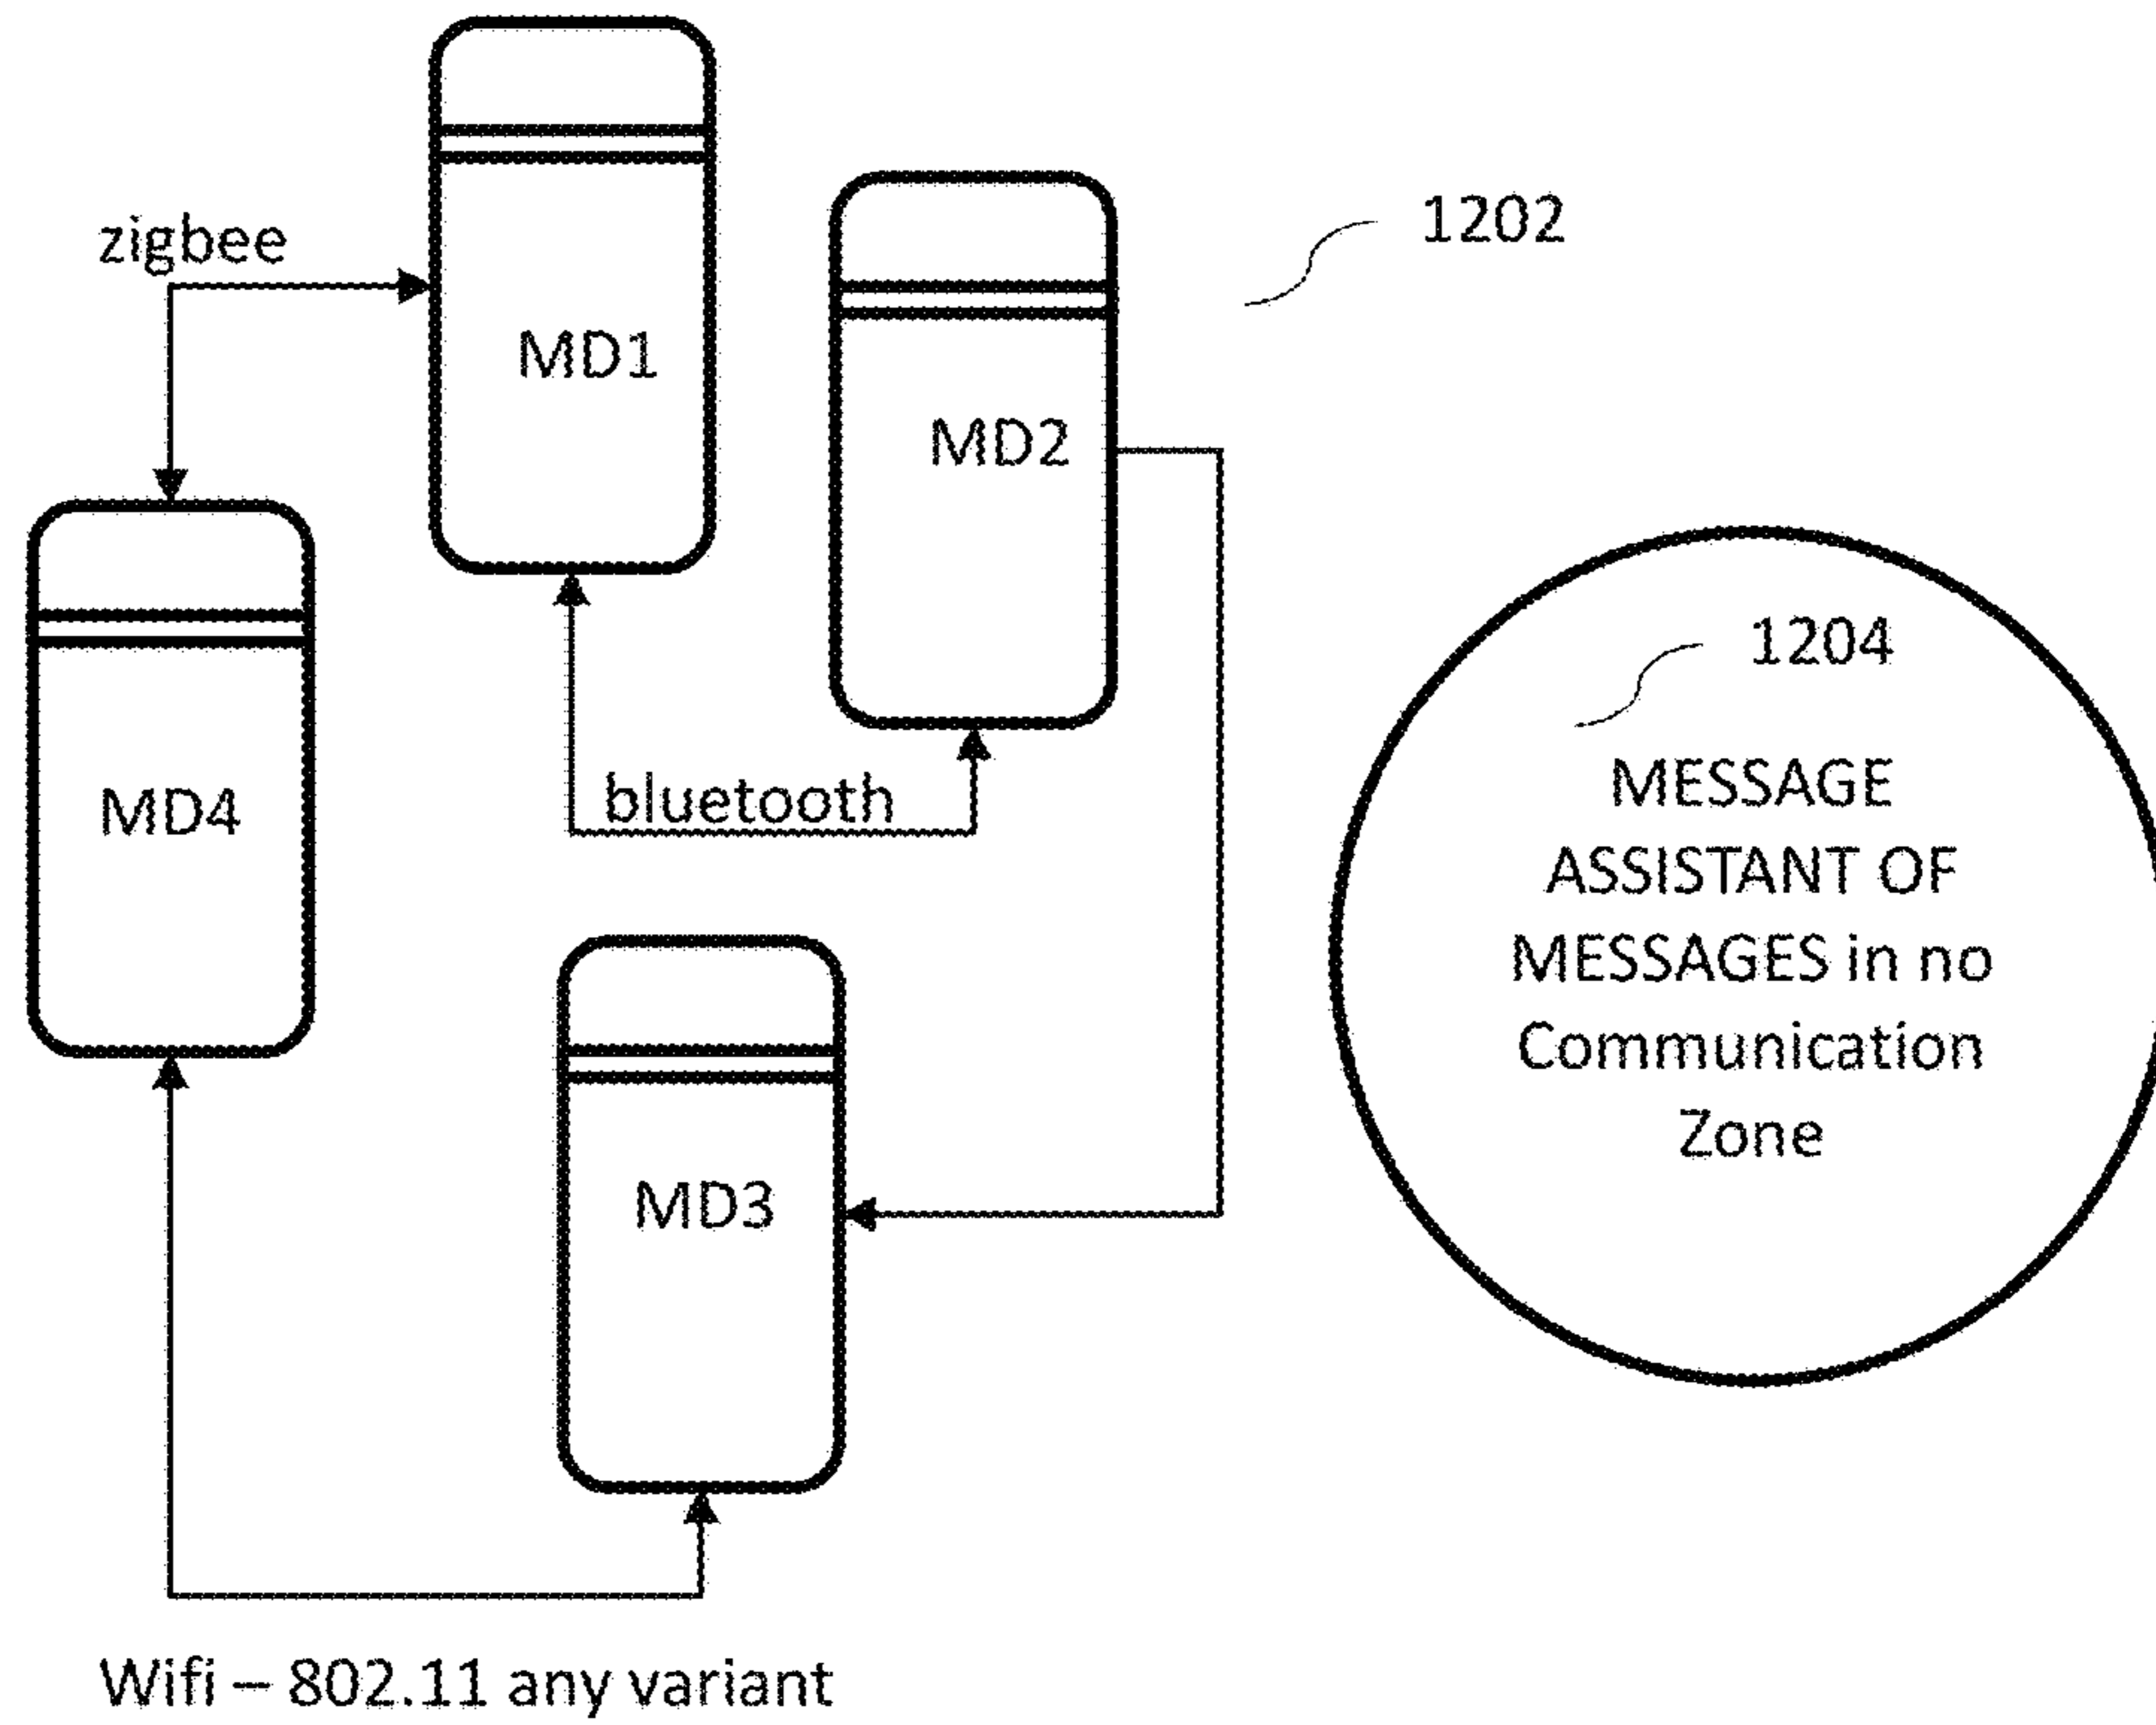 zigbee
MD1
1202
MD2
1204
MESSAGE
ASSISTANT OF
MESSAGES in no
Communication
Zone
MD4
bluetooth
MD3
Wifi – 802.11 any variant